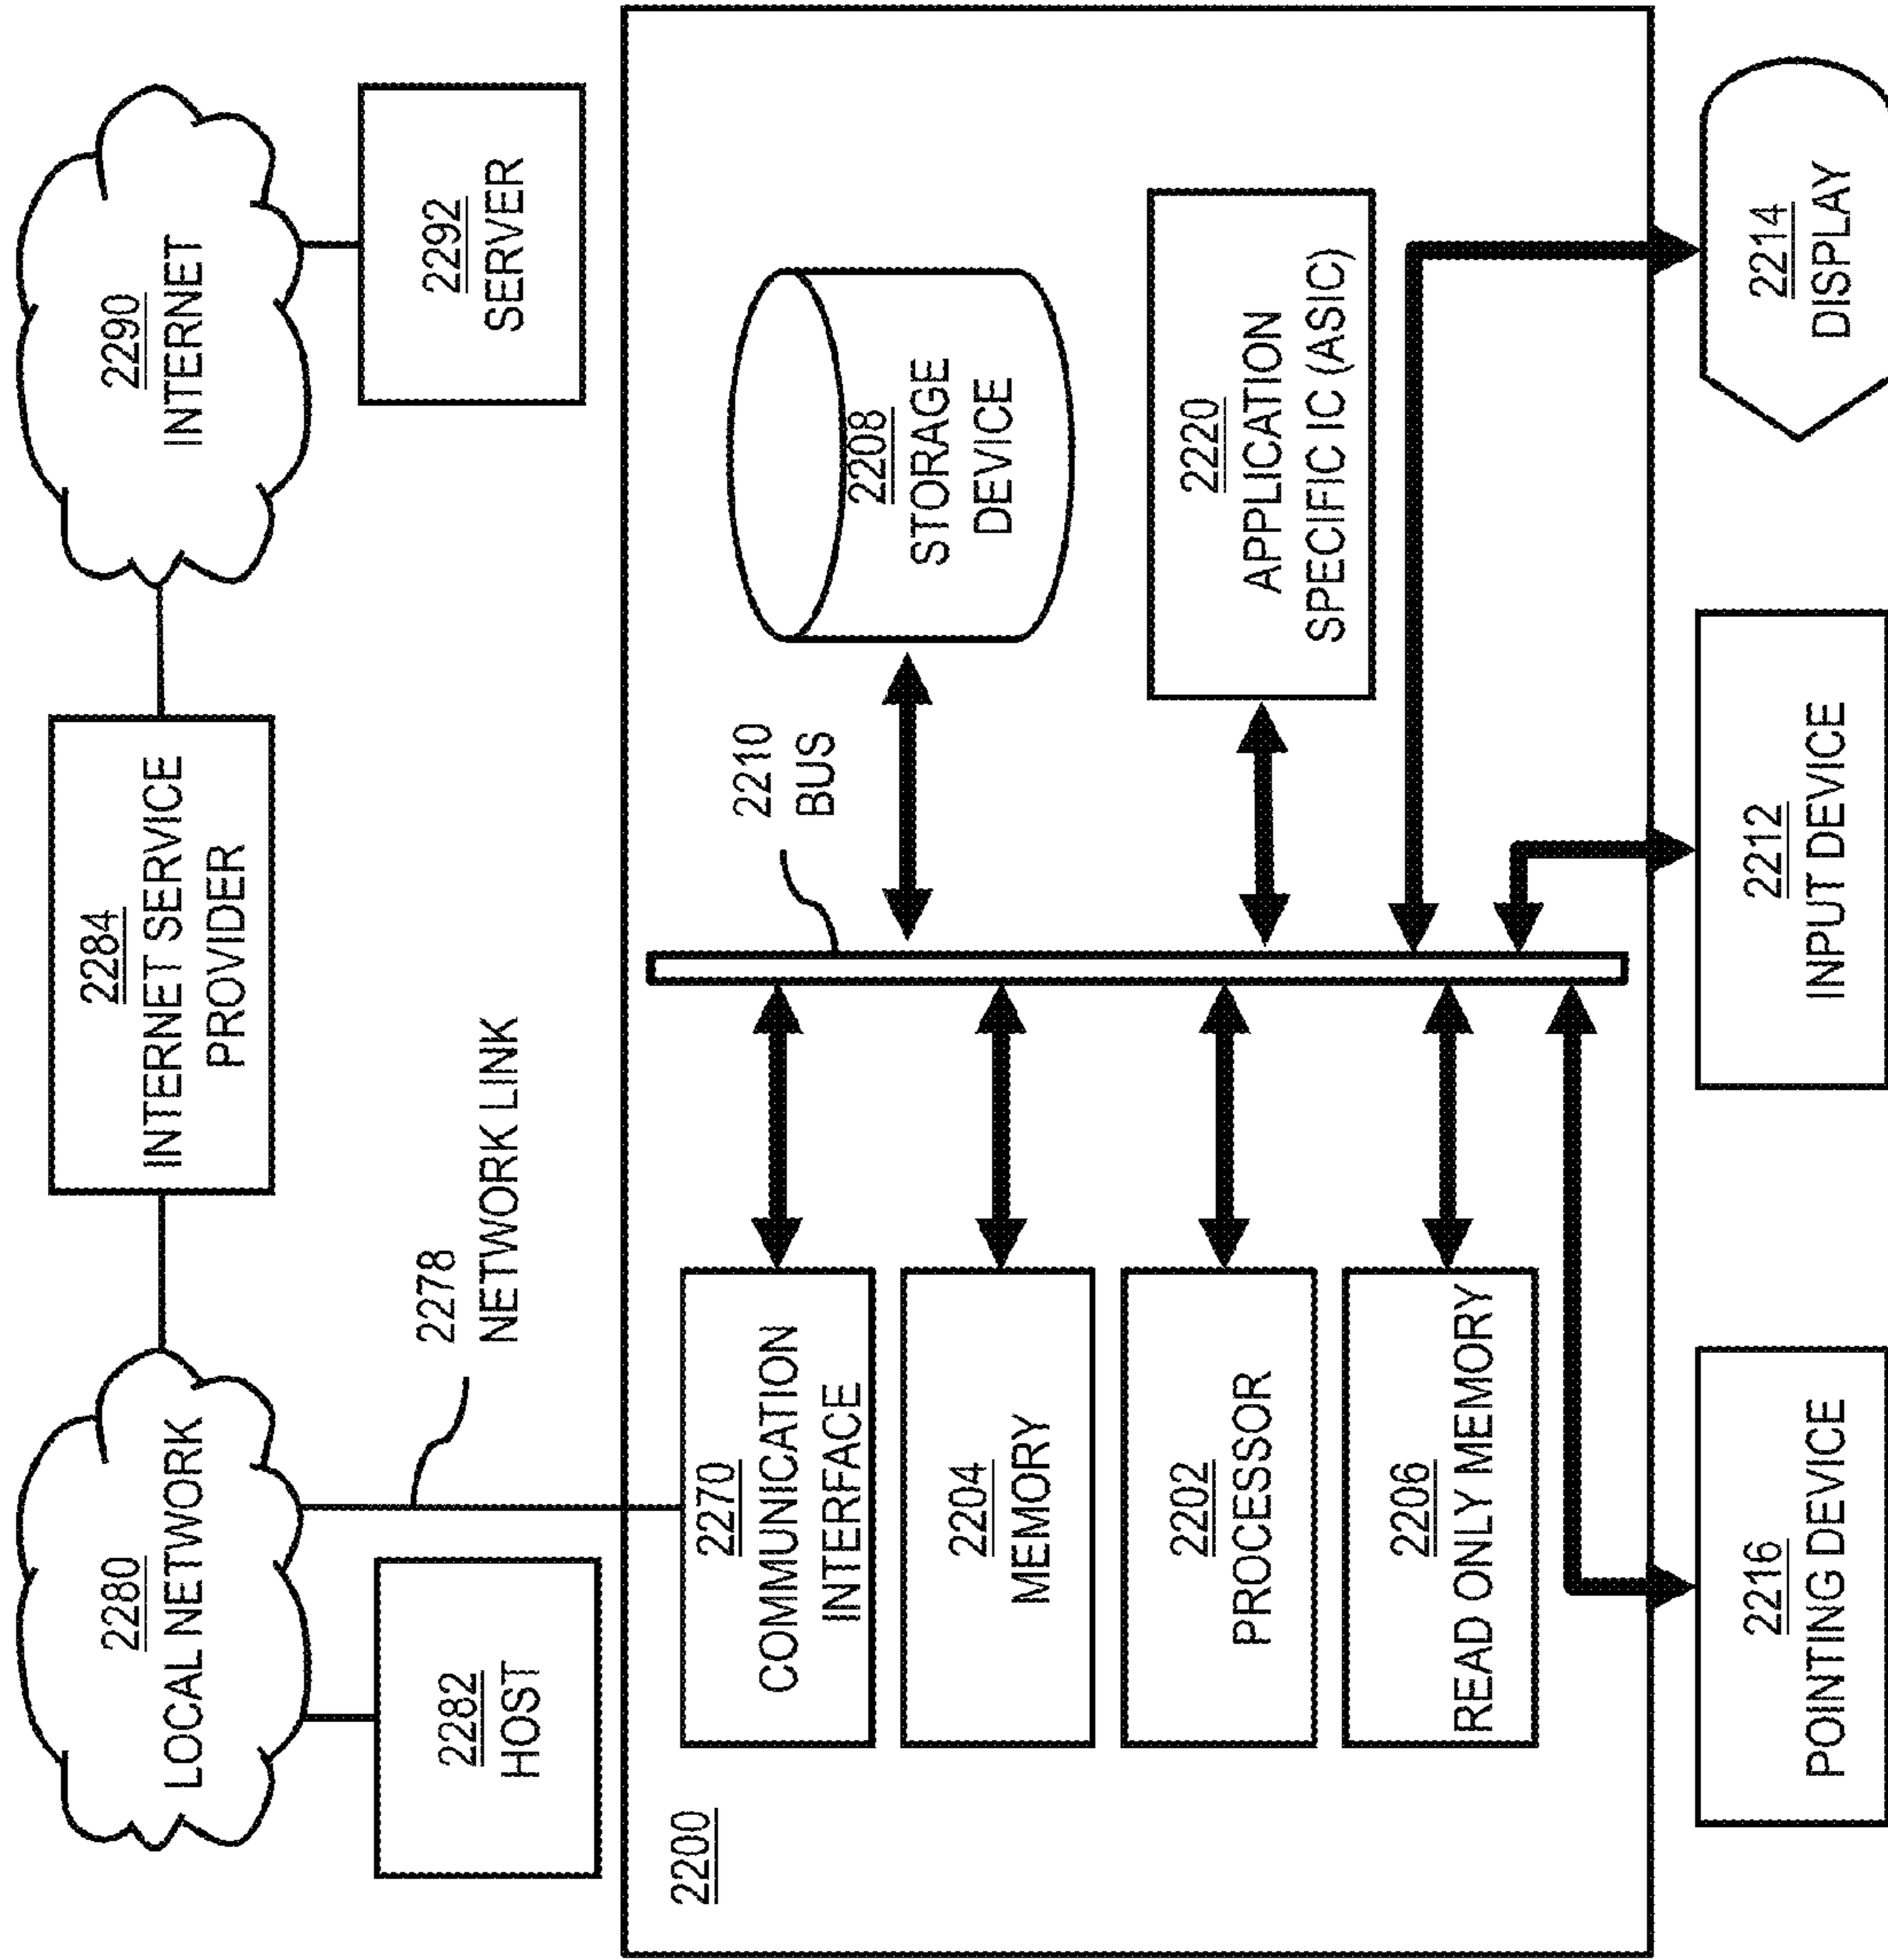 2280
LOCAL NETWORK
2284
INTERNET SERVICE
PROVIDER
2290
INTERNET
2282
HOST
2278
NETWORK LINK
2292
SERVER
2200
2270
COMMUNICATION
INTERFACE
2210
BUS
2208
STORAGE
DEVICE
2204
MEMORY
2202
PROCESSOR
2220
APPLICATION
SPECIFIC IC (ASIC)
2206
READ ONLY MEMORY
2216
POINTING DEVICE
2212
INPUT DEVICE
2214
DISPLAY